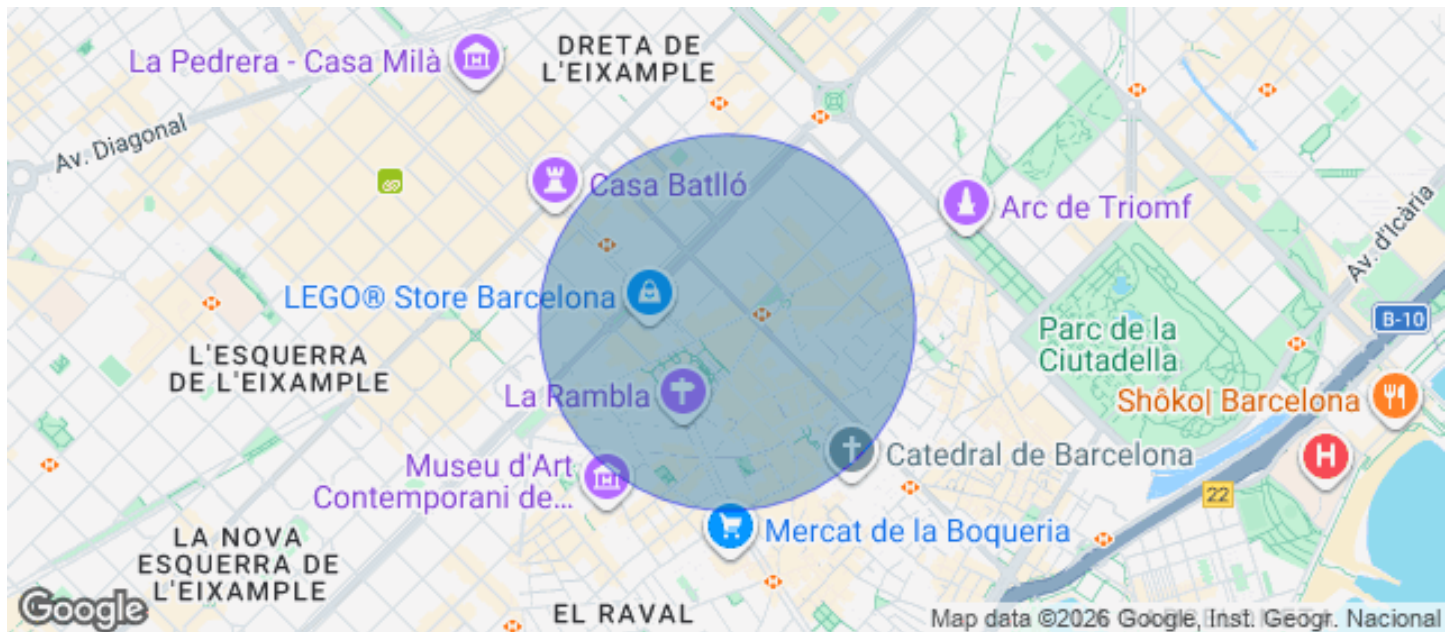 DRETA DE
L'EIXAMPLE
La Pedrera - Casa Milà
Av. Diagonal
Casa Batlló
Arc de Triomf
Av. d'Icària
LEGO® Store Barcelona
B-10
Parc de la
Ciutadella
L'ESQUERRA
DE L'EIXAMPLE
La Rambla
Shôko| Barcelona
Museu d'Art
Contemporani de...
Catedral de Barcelona
H
22
Mercat de la Boqueria
LA NOVA
ESQUERRA DE
L'EIXAMPLE
EL RAVAL
Google
Map data ©2026 Google, Inst. Geogr. Nacional